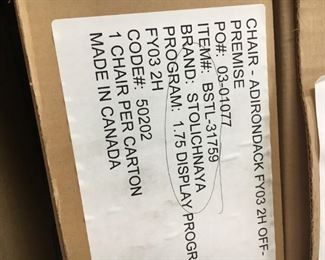 CHAIR - ADIRONDACK FY03 2H OFF-
PREMISE
PO#: 03-01077
ITEM#: BSTL-31759
BRAND: STOLICHNAYA
PROGRAM: 1.75 DISPLAY PROGR
FY03 2H
CODE#: 50202
1 CHAIR PER CARTON
MADE IN CANADA